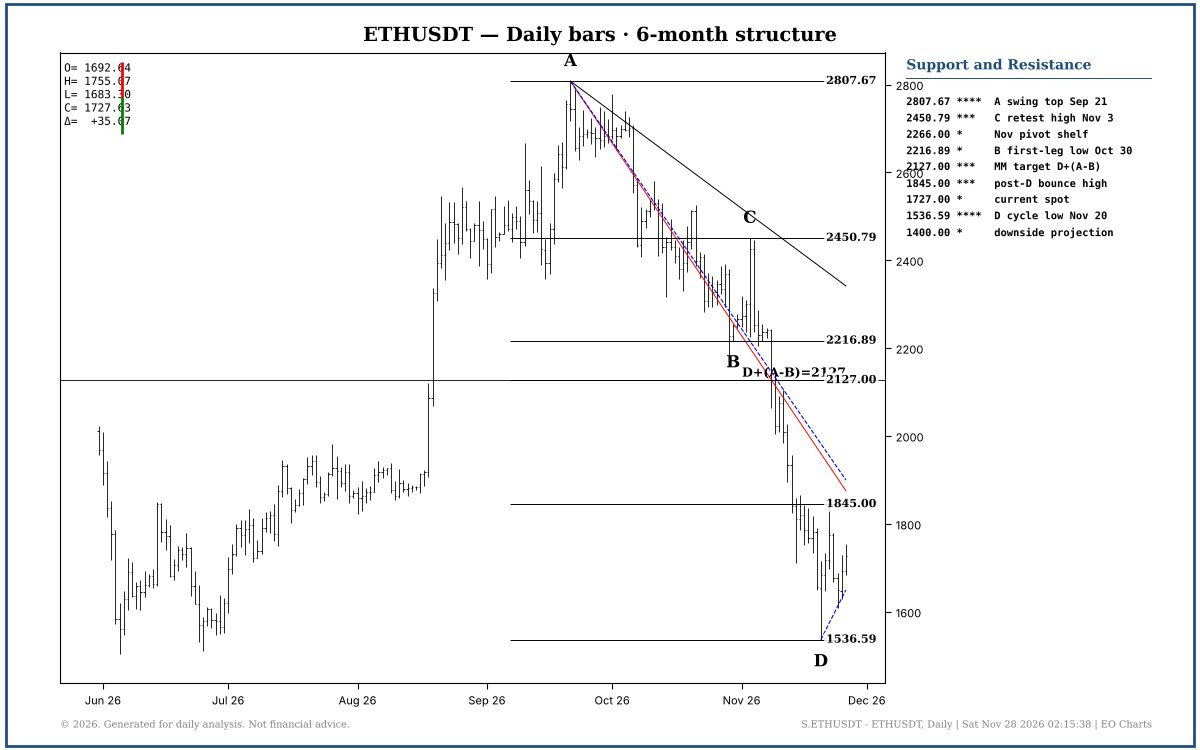 ETHUSDT — Daily bars · 6-month structure
O= 1692.64
H= 1755.07
L= 1683.30
C= 1727.63
Δ= +35.07
A
2807.67
C
2450.79
2216.89
B
D+(A-B)=2127
2127.00
1845.00
1536.59
D
2800
2600
2400
2200
2000
1800
1600
Jun 26 Jul 26 Aug 26 Sep 26 Oct 26 Nov 26 Dec 26
Support and Resistance
2807.67 **** A swing top Sep 21
2450.79 *** C retest high Nov 3
2266.00 * Nov pivot shelf
2216.89 * B first-leg low Oct 30
2127.00 *** MM target D+(A-B)
1845.00 *** post-D bounce high
1727.00 * current spot
1536.59 **** D cycle low Nov 20
1400.00 * downside projection
© 2026. Generated for daily analysis. Not financial advice.
S.ETHUSDT - ETHUSDT, Daily | Sat Nov 28 2026 02:15:38 | EO Charts